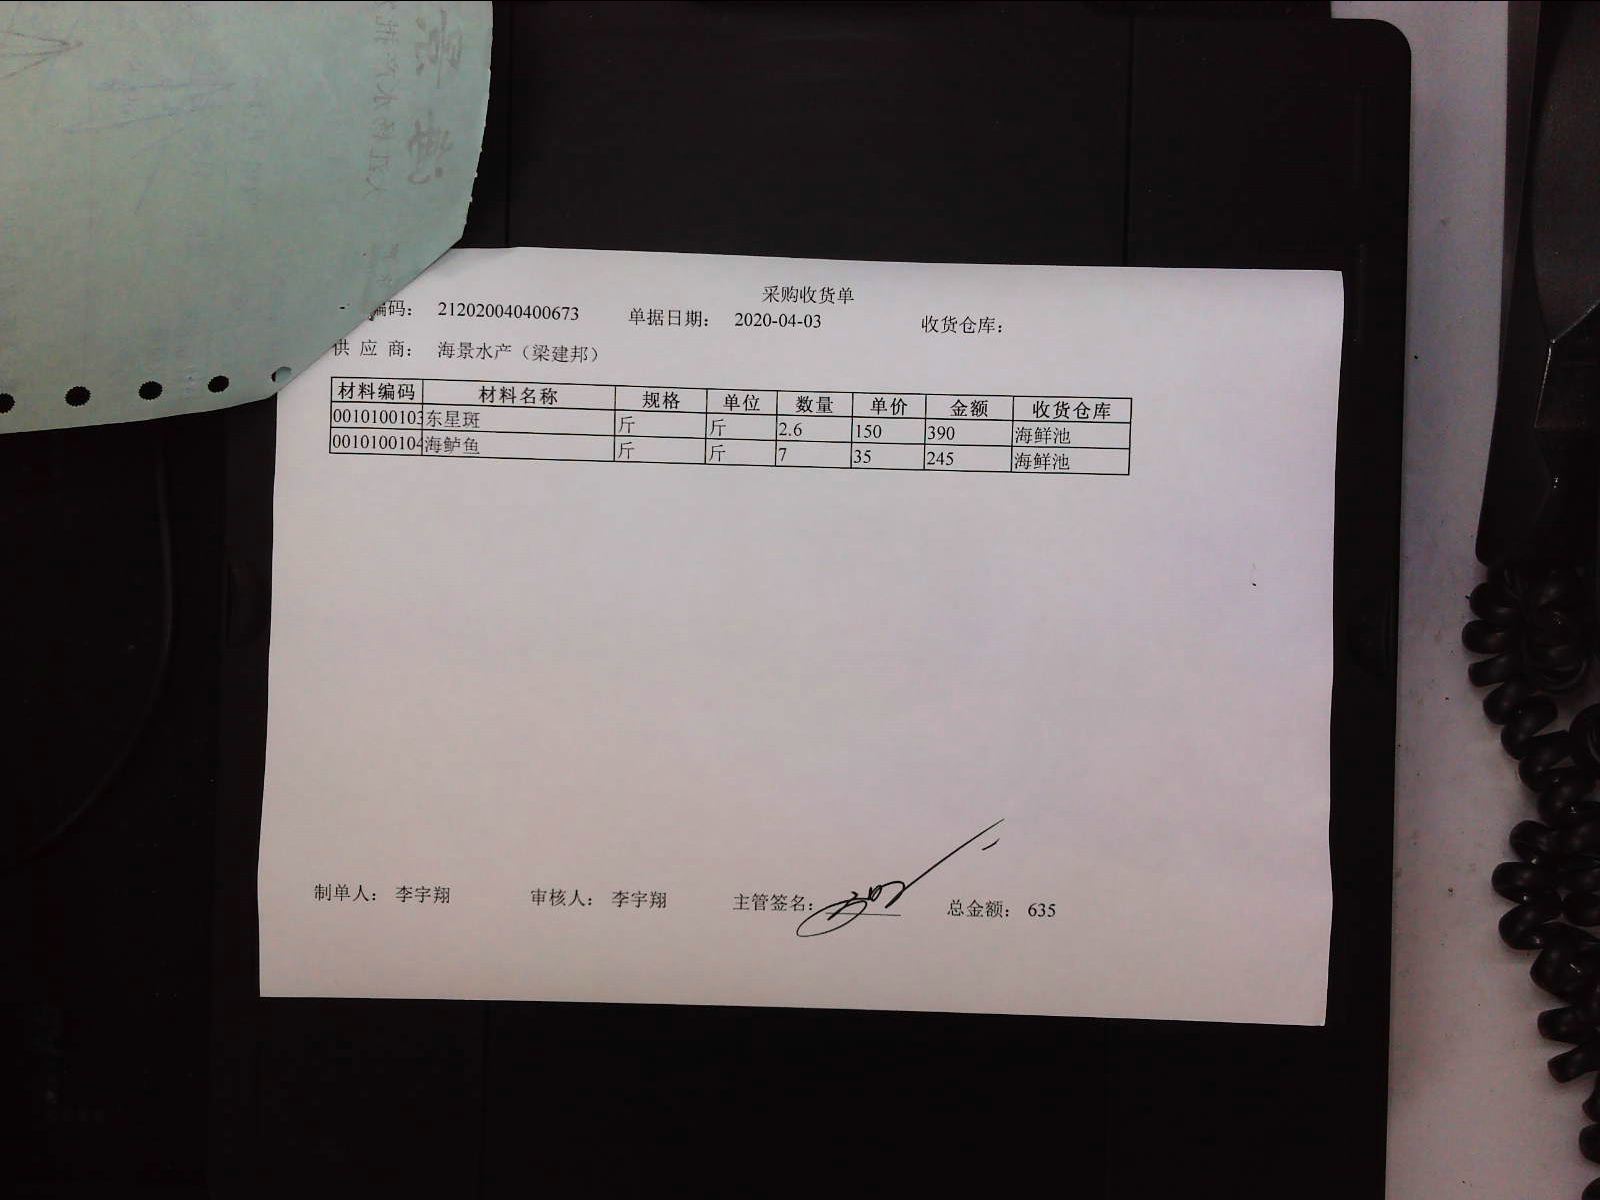 采购收货单
编码： 212020040400673 单据日期： 2020-04-03 收货仓库：
供 应 商： 海景水产（梁建邦）
材料编码 材料名称 规格 单位 数量 单价 金额 收货仓库
0010100103 东星斑 斤 斤 2.6 150 390 海鲜池
0010100104 海鲈鱼 斤 斤 7 35 245 海鲜池
制单人： 李宇翔 审核人： 李宇翔 主管签名： 总金额： 635